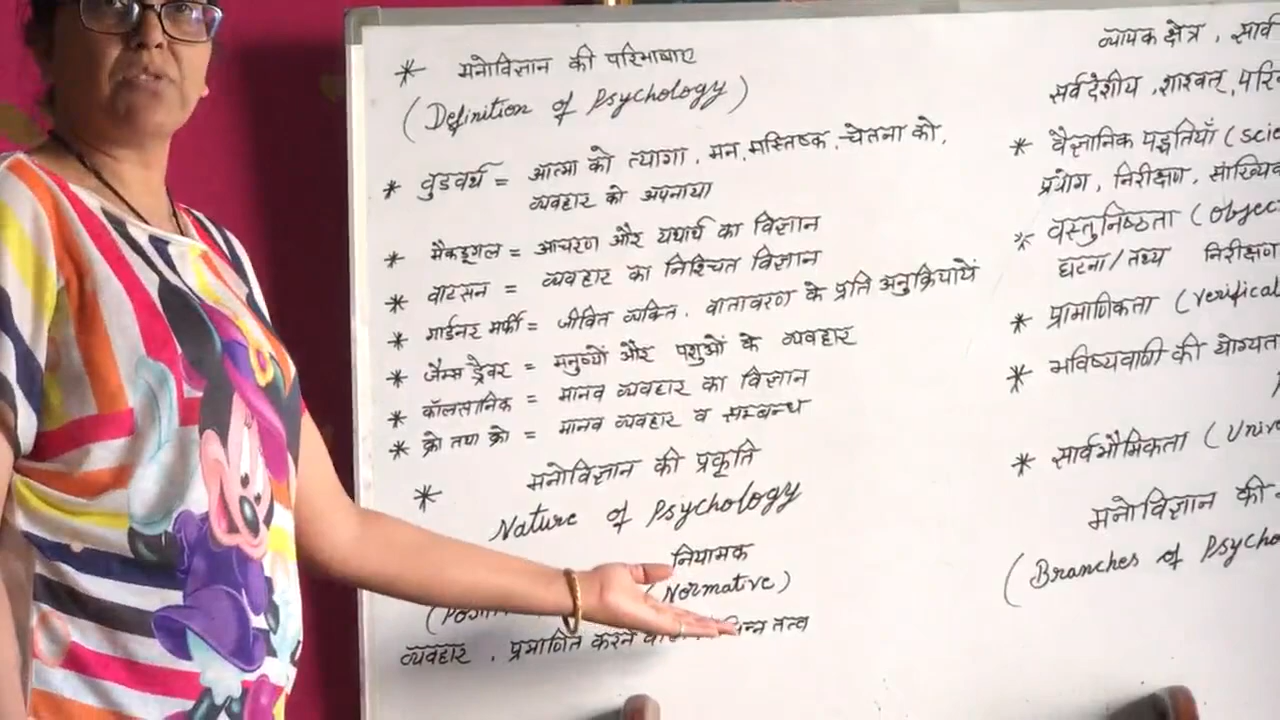 * मनोविज्ञान की परिभाषाए
(Definition of Psychology)
* वुडवर्थ = आत्मा को त्यागा, मन, मस्तिष्क, चेतना को,
व्यवहार को अपनाया
* मैकडूगल = आचरण और यथार्थ का विज्ञान
* वाटसन = व्यवहार का निश्चित विज्ञान
* गार्डनर मर्फी = जीवित व्यक्ति, वातावरण के प्रति अनुक्रियायें
* जैम्स ड्रेवर = मनुष्यों और पशुओं के व्यवहार
* कॉलसानिक = मानव व्यवहार का विज्ञान
* क्रो तथा क्रो = मानव व्यवहार व सम्बन्ध
* मनोविज्ञान की प्रकृति
Nature of Psychology
नियामक
(Normative)
व्यवहार, प्रमाणित करने तत्व
व्यापक क्षेत्र, सार्व
सर्वदेशीय, शाश्वत, परि
* वैज्ञानिक पद्धतियाँ (Scie
प्रयोग, निरीक्षण, सांख्यिक
* वस्तुनिष्ठता (Objec
घटना/तथ्य निरीक्षण
* प्रामाणिकता (Verifical
* भविष्यवाणी की योग्यता
* सार्वभौमिकता (Unive
मनोविज्ञान की
(Branches of Psycho